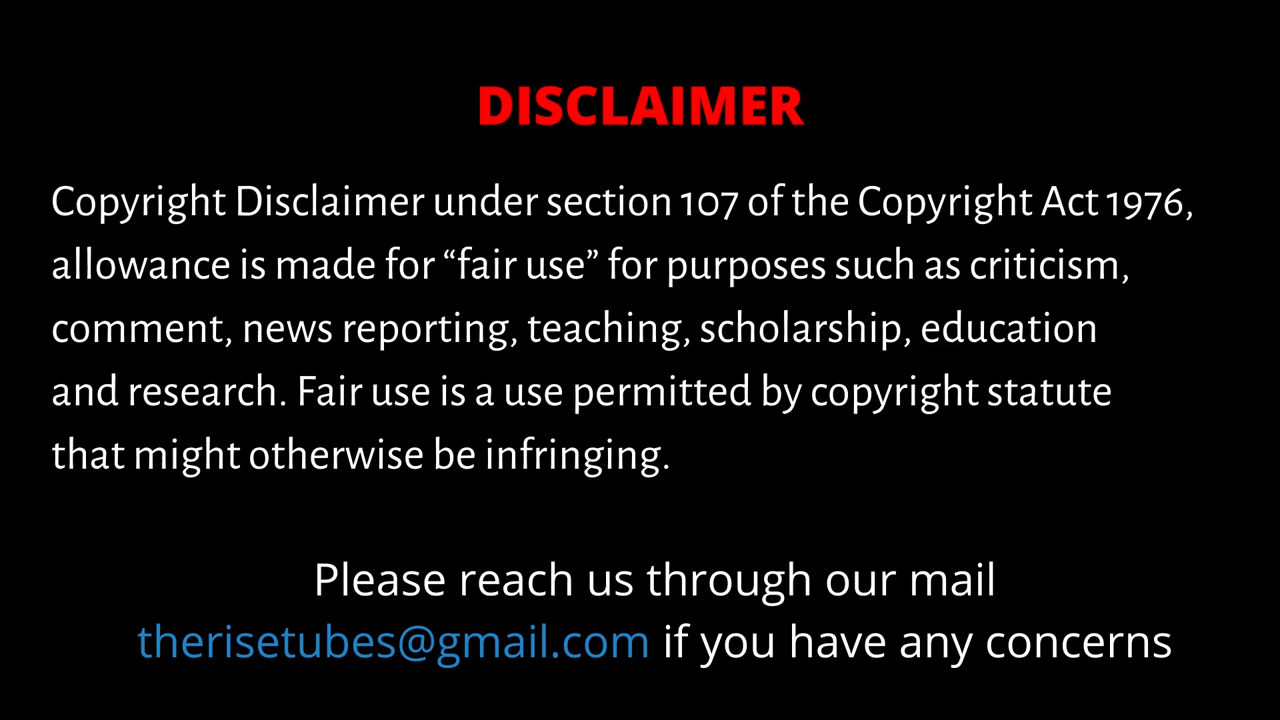 DISCLAIMER
Copyright Disclaimer under section 107 of the Copyright Act 1976,
allowance is made for “fair use” for purposes such as criticism,
comment, news reporting, teaching, scholarship, education
and research. Fair use is a use permitted by copyright statute
that might otherwise be infringing.
Please reach us through our mail
therisetubes@gmail.com if you have any concerns